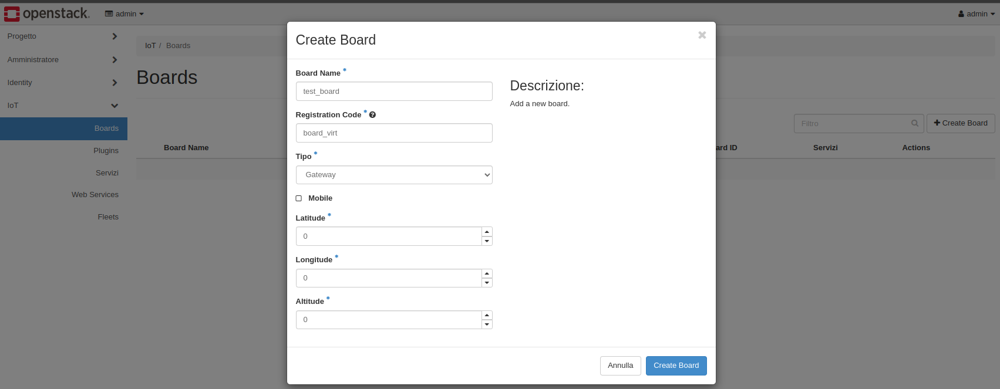 openstack.
admin
admin
Progetto
Amministratore
Identity
IoT
Boards
Plugins
Servizi
Web Services
Fleets
IoT / Boards
Boards
Filtro
Create Board
Board Name
ard ID
Servizi
Actions
Create Board
Board Name *
test_board
Registration Code *
board_virt
Tipo *
Gateway
Mobile
Latitude *
0
Longitude *
0
Altitude *
0
Descrizione:
Add a new board.
Annulla
Create Board